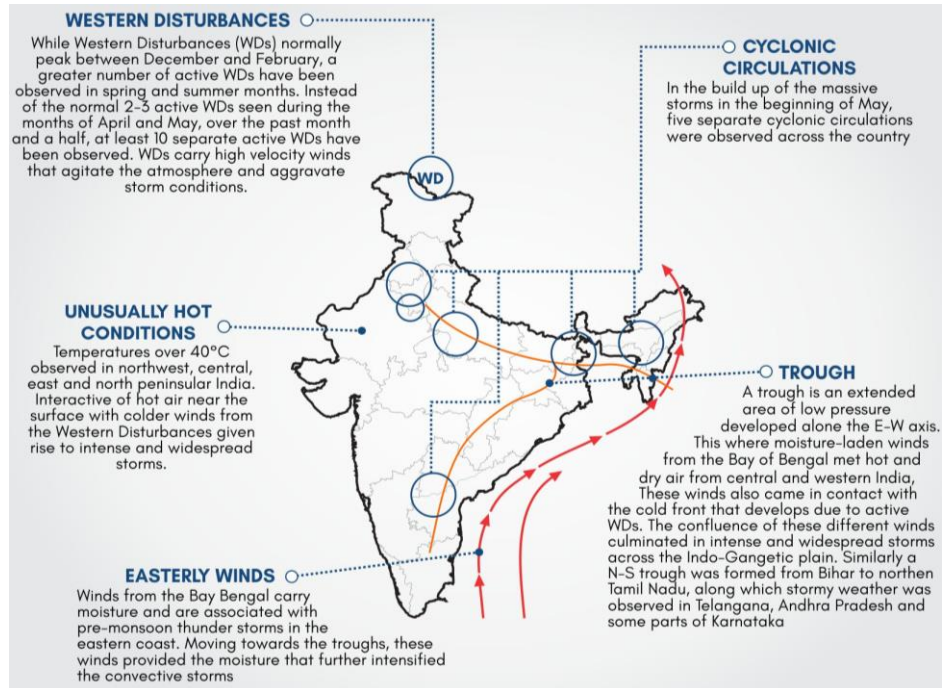 WESTERN DISTURBANCES
While Western Disturbances (WDs) normally
peak between December and February, a
greater number of active WDs have been
observed in spring and summer months. Instead
of the normal 2-3 active WDs seen during the
months of April and May, over the past month
and a half, at least 10 separate active WDs have
been observed. WDs carry high velocity winds
that agitate the atmosphere and aggravate
storm conditions.
CYCLONIC
CIRCULATIONS
In the build up of the massive
storms in the beginning of May,
five separate cyclonic circulations
were observed across the country
WD
UNUSUALLY HOT
CONDITIONS
Temperatures over 40°C
observed in northwest, central,
east and north peninsular India.
Interactive of hot air near the
surface with colder winds from
the Western Disturbances given
rise to intense and widespread
storms.
TROUGH
A trough is an extended
area of low pressure
developed alone the E-W axis.
This where moisture-laden winds
from the Bay of Bengal met hot and
dry air from central and western India,
These winds also came in contact with
the cold front that develops due to active
WDs. The confluence of these different winds
culminated in intense and widespread storms
across the Indo-Gangetic plain. Similarly a
N-S trough was formed from Bihar to northen
Tamil Nadu, along which stormy weather was
observed in Telangana, Andhra Pradesh and
some parts of Karnataka
EASTERLY WINDS
Winds from the Bay Bengal carry
moisture and are associated with
pre-monsoon thunder storms in the
eastern coast. Moving towards the troughs, these
winds provided the moisture that further intensified
the convective storms